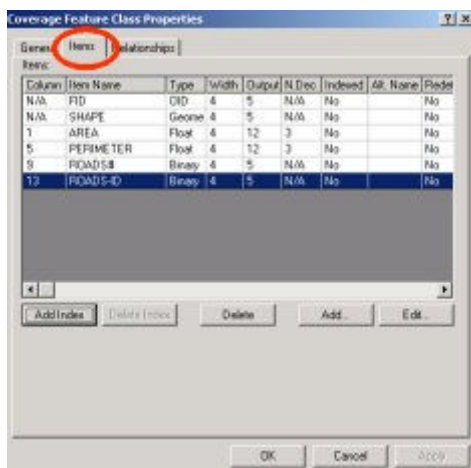 Coverage Feature Class Properties
General Items Relationships
Items:
Column Item Name Type Width Output N.Dec Indexed Alt. Name Redef
N/A FID OID 4 5 N/A No No
N/A SHAPE Geome 4 5 N/A No No
1 AREA Float 4 12 3 No No
5 PERIMETER Float 4 12 3 No No
9 ROADS# Binary 4 5 N/A No No
13 ROADS-ID Binary 4 5 N/A No No
Add Index Delete Index Delete Add... Edit...
OK Cancel Apply